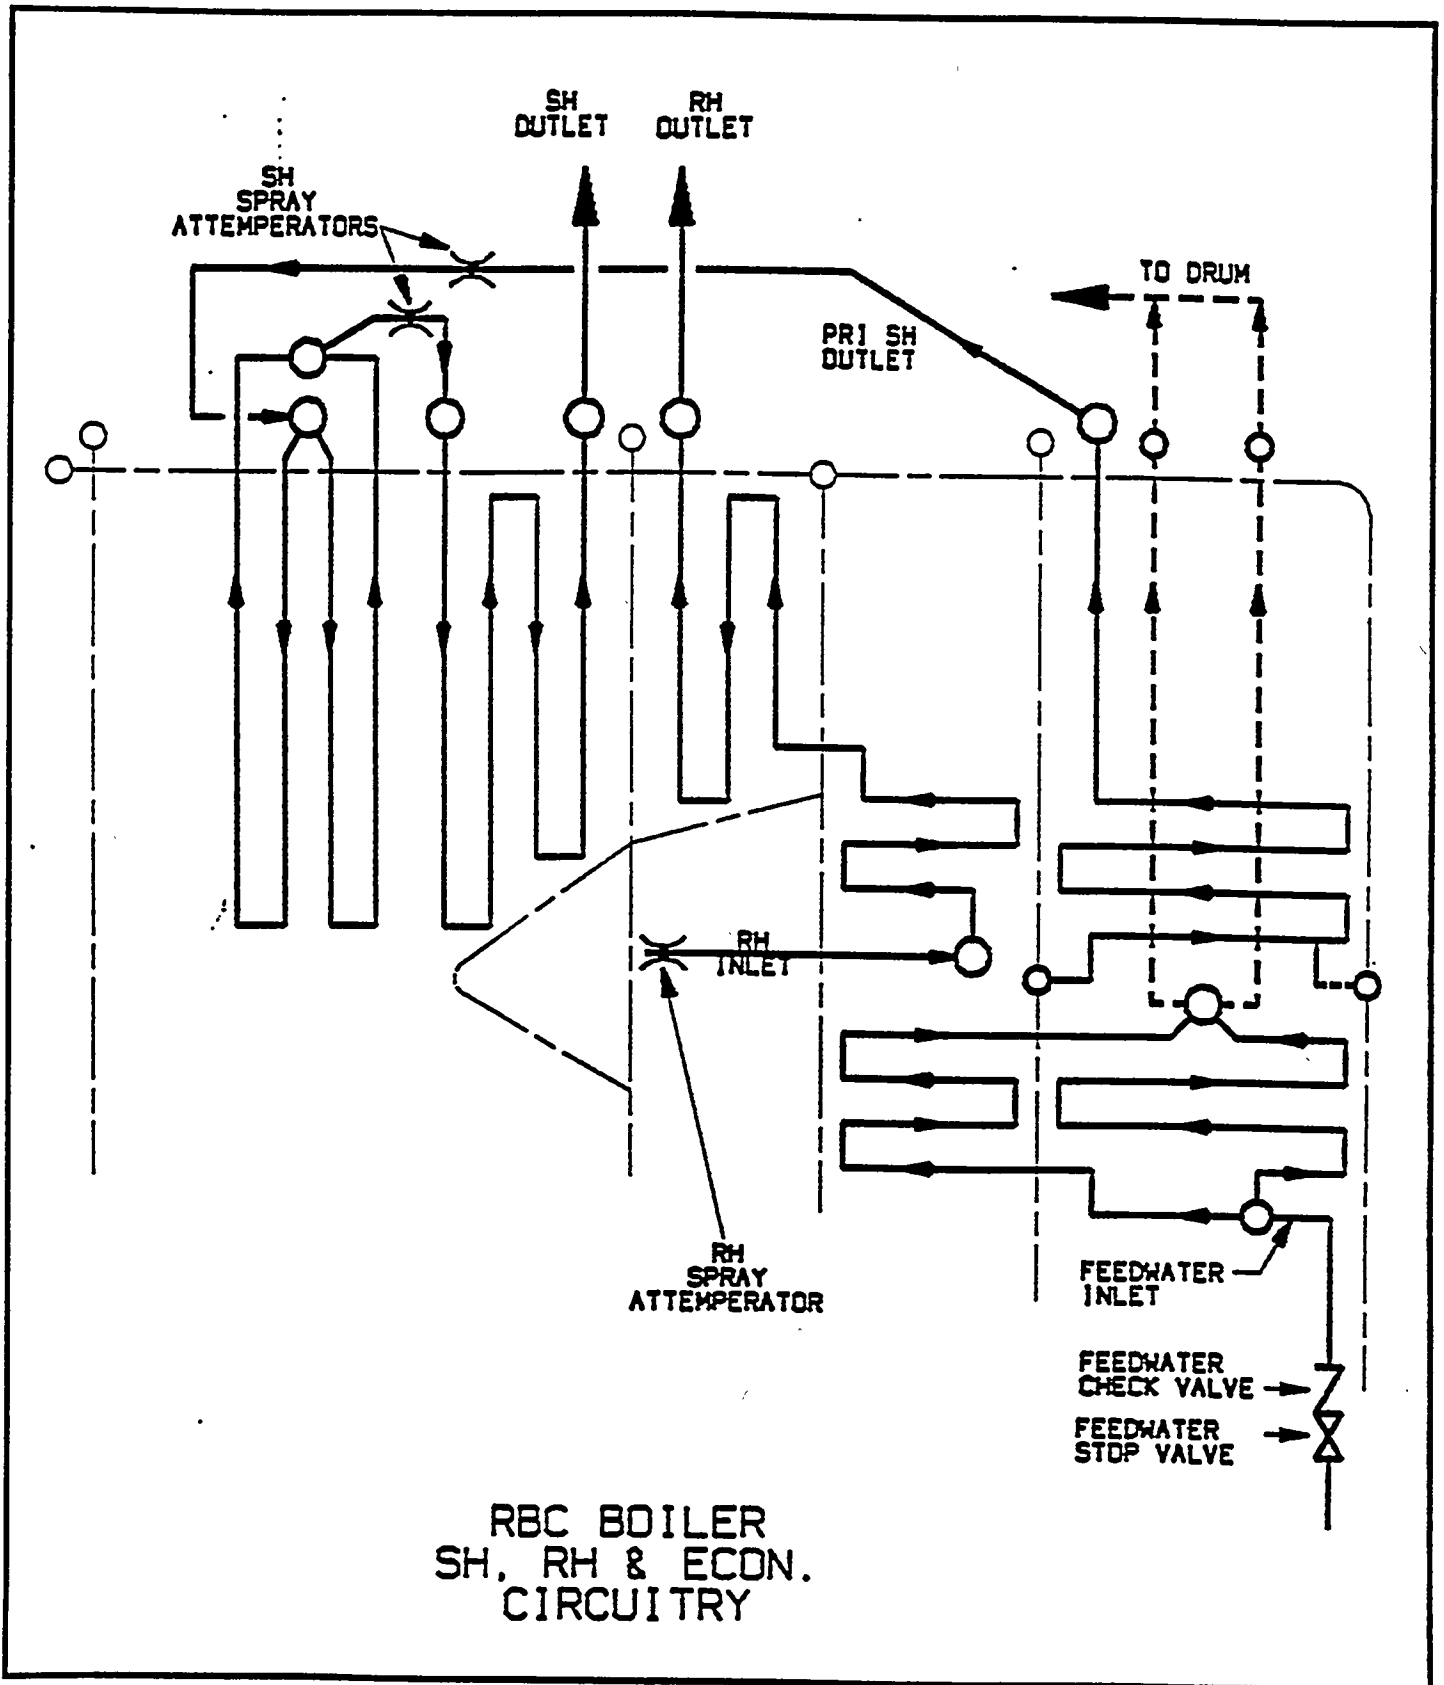 SH
OUTLET
RH
OUTLET
SH
SPRAY
ATTEMPERATORS
TO DRUM
PRI SH
OUTLET
RH
INLET
RH
SPRAY
ATTEMPERATOR
FEEDWATER
INLET
FEEDWATER
CHECK VALVE
FEEDWATER
STOP VALVE
RBC BOILER
SH, RH & ECON.
CIRCUITRY